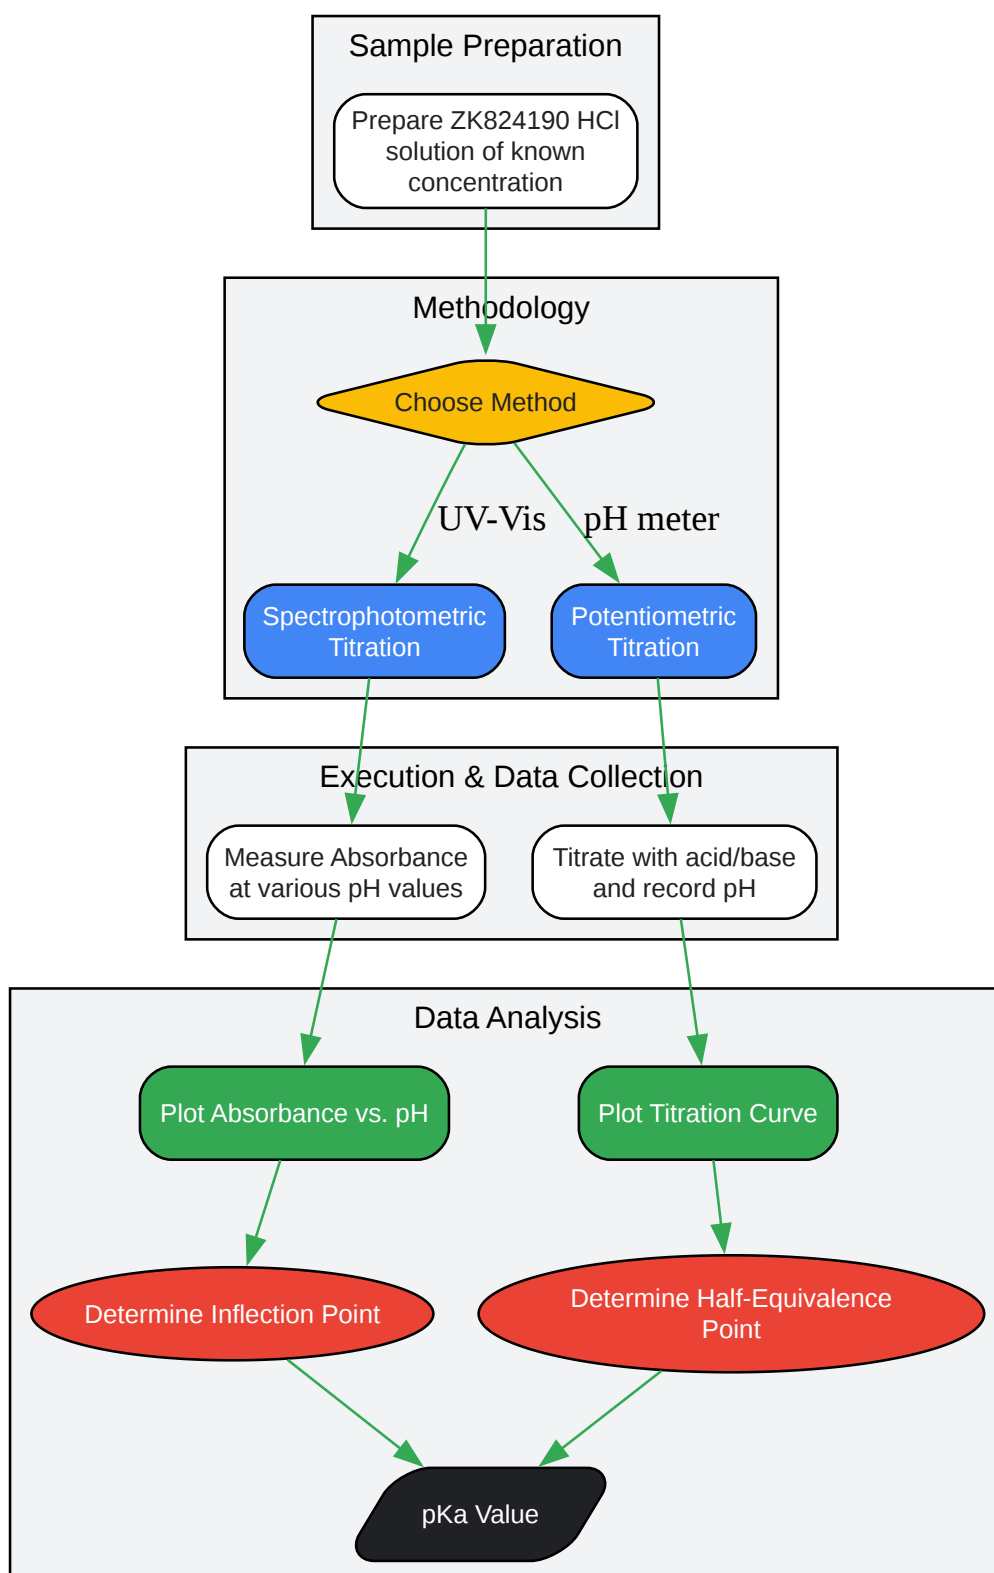 Sample Preparation
Prepare ZK824190 HCl
solution of known
concentration
Methodology
Choose Method
UV-Vis
pH meter
Spectrophotometric
Titration
Potentiometric
Titration
Execution & Data Collection
Measure Absorbance
at various pH values
Titrate with acid/base
and record pH
Data Analysis
Plot Absorbance vs. pH
Plot Titration Curve
Determine Inflection Point
Determine Half-Equivalence
Point
pKa Value